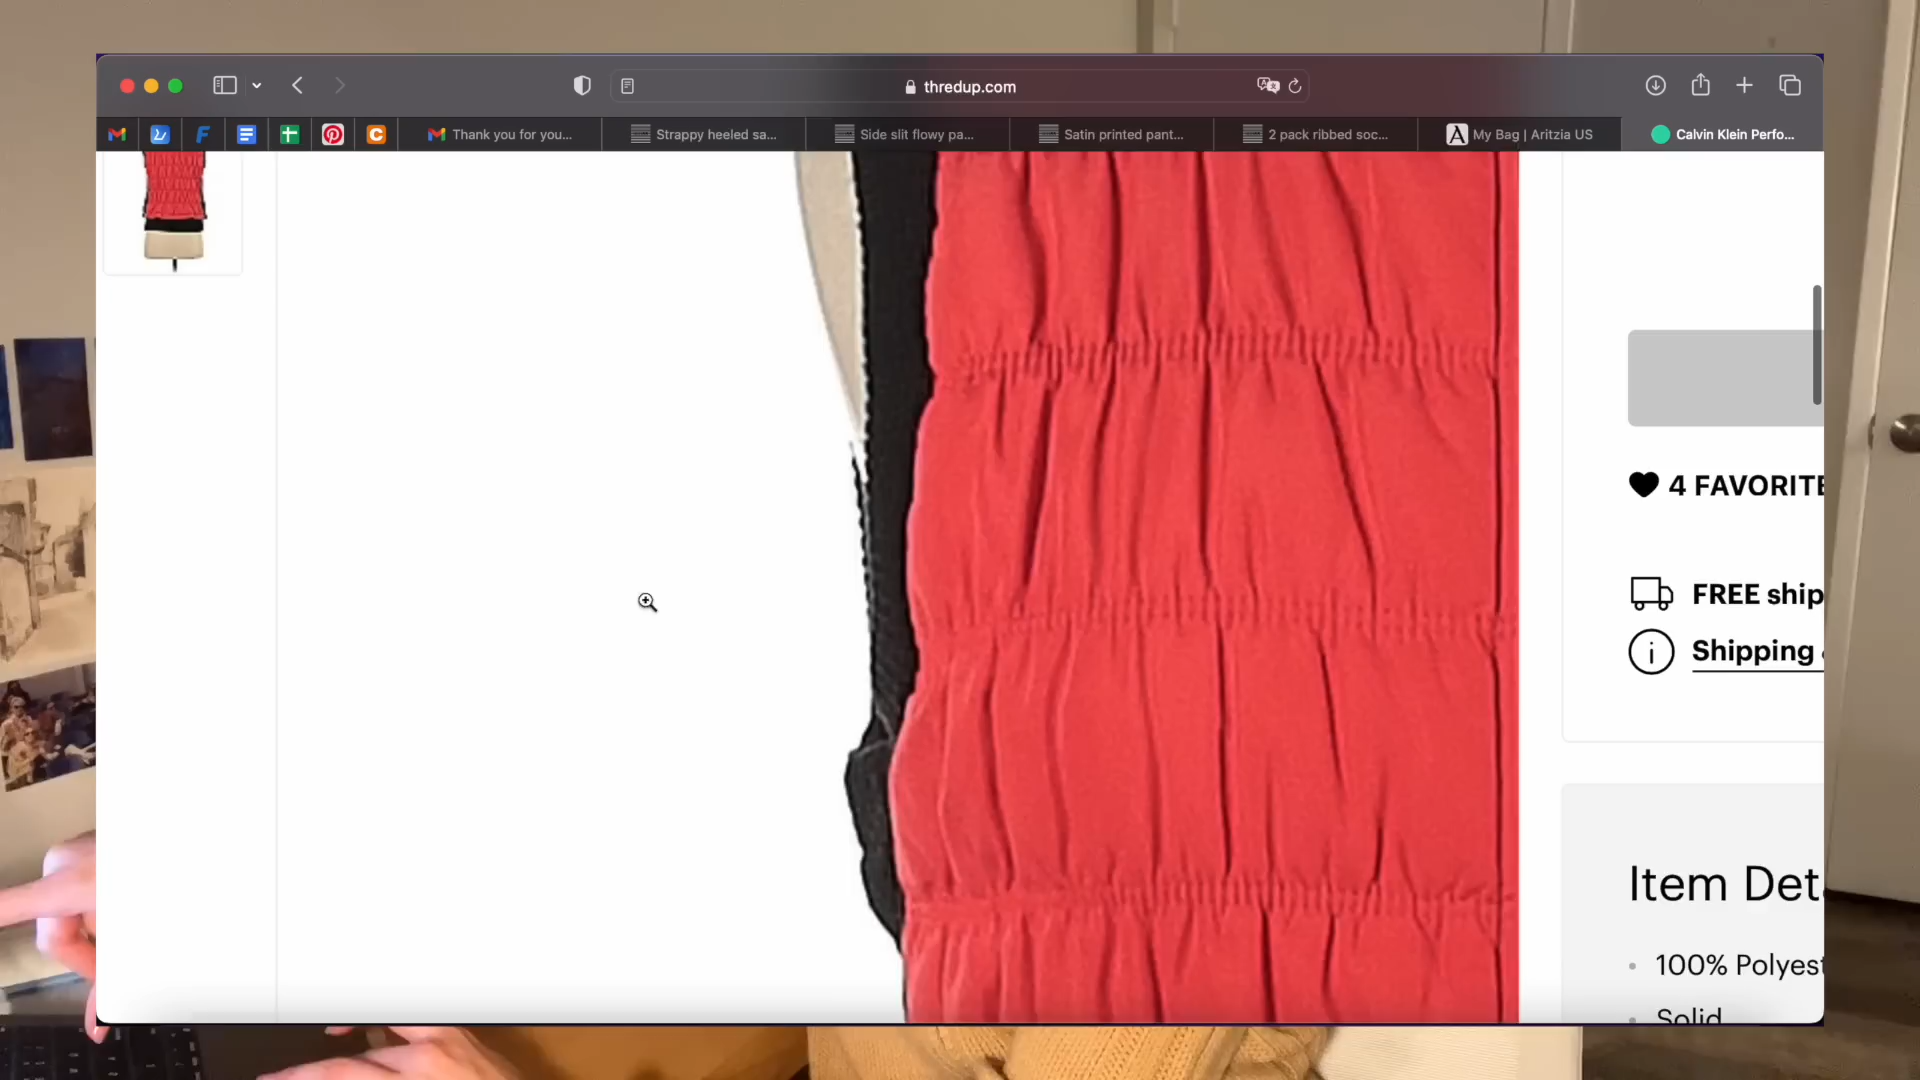 thredup.com
Thank you for you...
Strappy heeled sa...
Side slit flowy pa...
Satin printed pant...
2 pack ribbed soc...
A My Bag | Aritzia US
Calvin Klein Perfo...
4 FAVORITE
FREE ship
Shipping
Item Det
100% Polyest
Solid